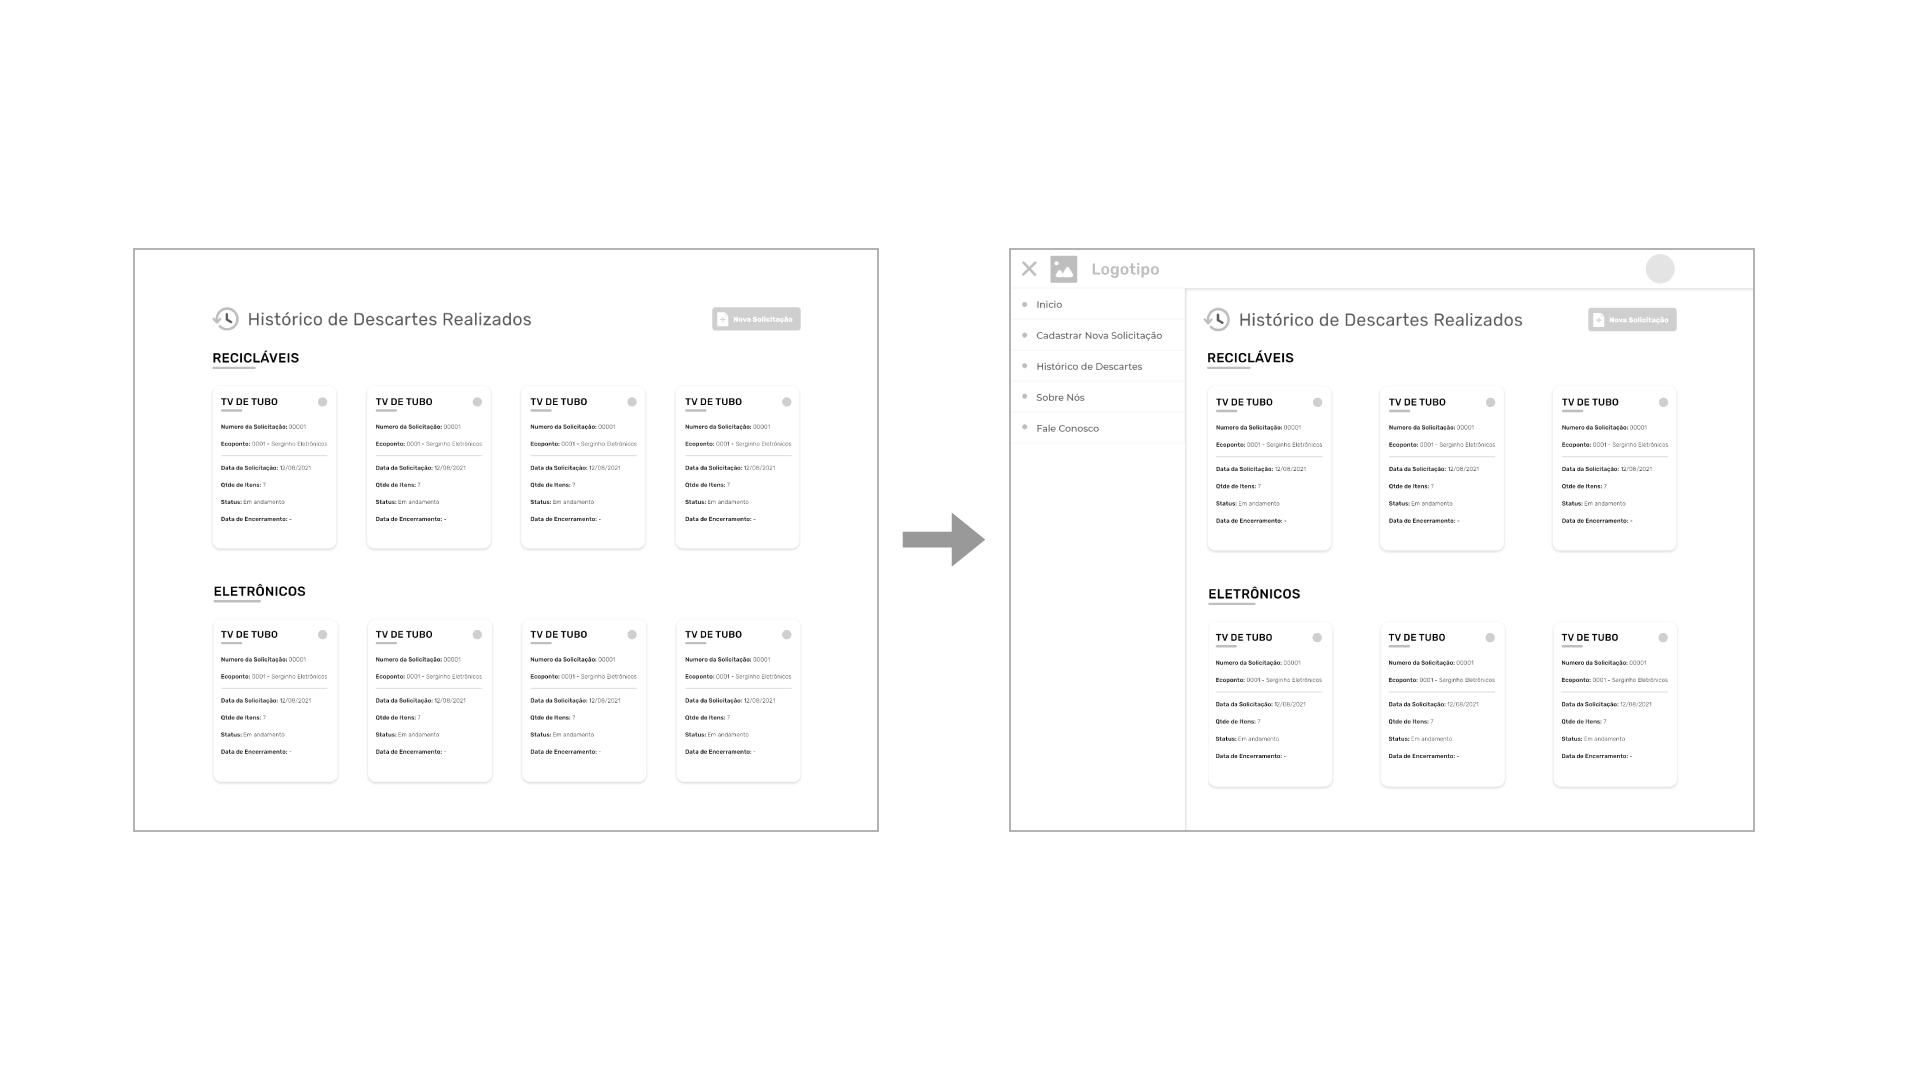 Histórico de Descartes Realizados
Nova Solicitação
RECICLÁVEIS
TV DE TUBO
Numero da Solicitação: 00001
Ecoponto: 0001 - Serginho Eletrônicos
Data da Solicitação: 12/08/2021
Qtde de Itens: 7
Status: Em andamento
Data de Encerramento: -
TV DE TUBO
Numero da Solicitação: 00001
Ecoponto: 0001 - Serginho Eletrônicos
Data da Solicitação: 12/08/2021
Qtde de Itens: 7
Status: Em andamento
Data de Encerramento: -
TV DE TUBO
Numero da Solicitação: 00001
Ecoponto: 0001 - Serginho Eletrônicos
Data da Solicitação: 12/08/2021
Qtde de Itens: 7
Status: Em andamento
Data de Encerramento: -
TV DE TUBO
Numero da Solicitação: 00001
Ecoponto: 0001 - Serginho Eletrônicos
Data da Solicitação: 12/08/2021
Qtde de Itens: 7
Status: Em andamento
Data de Encerramento: -
ELETRÔNICOS
TV DE TUBO
Numero da Solicitação: 00001
Ecoponto: 0001 - Serginho Eletrônicos
Data da Solicitação: 12/08/2021
Qtde de Itens: 7
Status: Em andamento
Data de Encerramento: -
TV DE TUBO
Numero da Solicitação: 00001
Ecoponto: 0001 - Serginho Eletrônicos
Data da Solicitação: 12/08/2021
Qtde de Itens: 7
Status: Em andamento
Data de Encerramento: -
TV DE TUBO
Numero da Solicitação: 00001
Ecoponto: 0001 - Serginho Eletrônicos
Data da Solicitação: 12/08/2021
Qtde de Itens: 7
Status: Em andamento
Data de Encerramento: -
TV DE TUBO
Numero da Solicitação: 00001
Ecoponto: 0001 - Serginho Eletrônicos
Data da Solicitação: 12/08/2021
Qtde de Itens: 7
Status: Em andamento
Data de Encerramento: -
Logotipo
Inicio
Cadastrar Nova Solicitação
Histórico de Descartes
Sobre Nós
Fale Conosco
Histórico de Descartes Realizados
Nova Solicitação
RECICLÁVEIS
TV DE TUBO
Numero da Solicitação: 00001
Ecoponto: 0001 - Serginho Eletrônicos
Data da Solicitação: 12/08/2021
Qtde de Itens: 7
Status: Em andamento
Data de Encerramento: -
TV DE TUBO
Numero da Solicitação: 00001
Ecoponto: 0001 - Serginho Eletrônicos
Data da Solicitação: 12/08/2021
Qtde de Itens: 7
Status: Em andamento
Data de Encerramento: -
TV DE TUBO
Numero da Solicitação: 00001
Ecoponto: 0001 - Serginho Eletrônicos
Data da Solicitação: 12/08/2021
Qtde de Itens: 7
Status: Em andamento
Data de Encerramento: -
ELETRÔNICOS
TV DE TUBO
Numero da Solicitação: 00001
Ecoponto: 0001 - Serginho Eletrônicos
Data da Solicitação: 12/08/2021
Qtde de Itens: 7
Status: Em andamento
Data de Encerramento: -
TV DE TUBO
Numero da Solicitação: 00001
Ecoponto: 0001 - Serginho Eletrônicos
Data da Solicitação: 12/08/2021
Qtde de Itens: 7
Status: Em andamento
Data de Encerramento: -
TV DE TUBO
Numero da Solicitação: 00001
Ecoponto: 0001 - Serginho Eletrônicos
Data da Solicitação: 12/08/2021
Qtde de Itens: 7
Status: Em andamento
Data de Encerramento: -